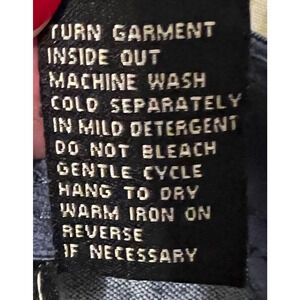 TURN GARMENT
INSIDE OUT
MACHINE WASH
COLD SEPARATELY
IN MILD DETERGENT
DO NOT BLEACH
GENTLE CYCLE
HANG TO DRY
WARM IRON ON
REVERSE
IF NECESSARY